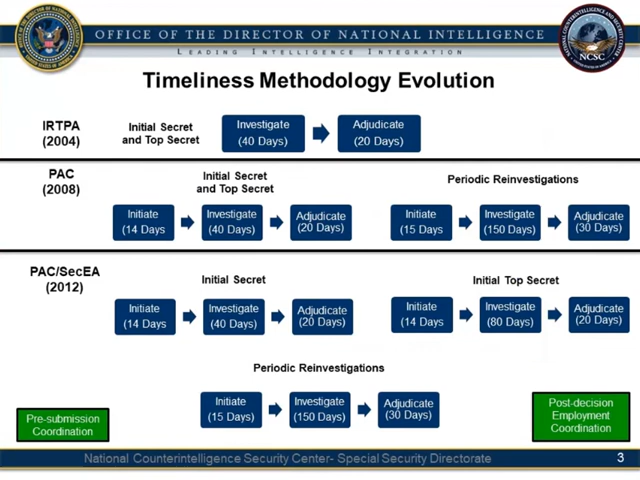 OFFICE OF THE DIRECTOR OF NATIONAL INTELLIGENCE
LEADING INTELLIGENCE INTEGRATION
NCSC
Timeliness Methodology Evolution
IRTPA
(2004)
Initial Secret
and Top Secret
Investigate
(40 Days)
Adjudicate
(20 Days)
PAC
(2008)
Initial Secret
and Top Secret
Initiate
(14 Days
Investigate
(40 Days)
Adjudicate
(20 Days)
Periodic Reinvestigations
Initiate
(15 Days
Investigate
(150 Days)
Adjudicate
(30 Days)
PAC/SecEA
(2012)
Initial Secret
Initiate
(14 Days
Investigate
(40 Days)
Adjudicate
(20 Days)
Initial Top Secret
Initiate
(14 Days
Investigate
(80 Days)
Adjudicate
(20 Days)
Periodic Reinvestigations
Initiate
(15 Days)
Investigate
(150 Days)
Adjudicate
(30 Days)
Pre-submission
Coordination
Post-decision
Employment
Coordination
National Counterintelligence Security Center- Special Security Directorate
3